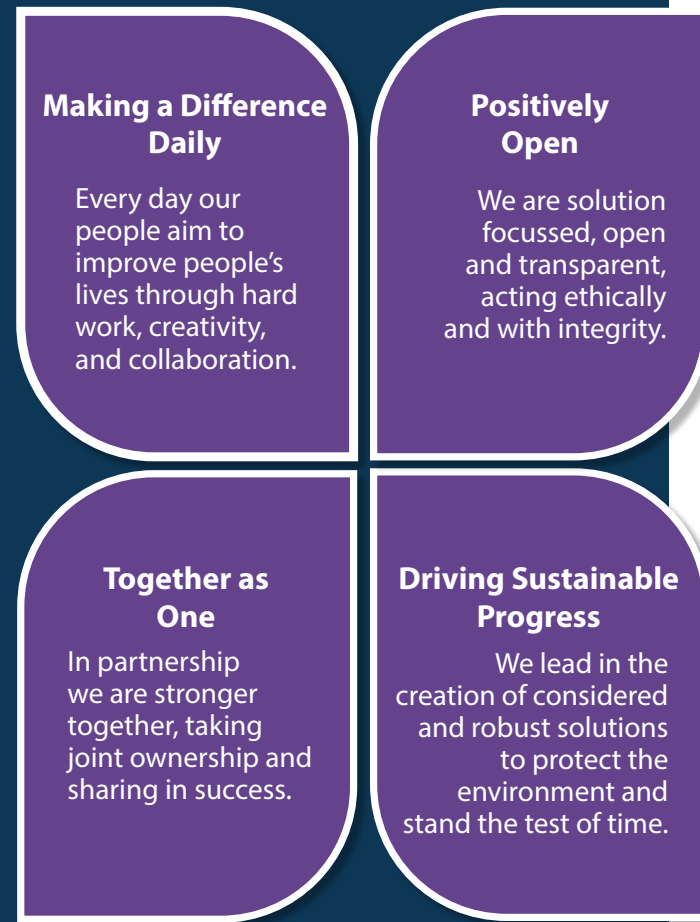 Making a Difference
Daily
Every day our
people aim to
improve people's
lives through hard
work, creativity,
and collaboration.
Positively
Open
We are solution
focussed, open
and transparent,
acting ethically
and with integrity.
Together as
One
In partnership
we are stronger
together, taking
joint ownership and
sharing in success.
Driving Sustainable
Progress
We lead in the
creation of considered
and robust solutions
to protect the
environment and
stand the test of time.